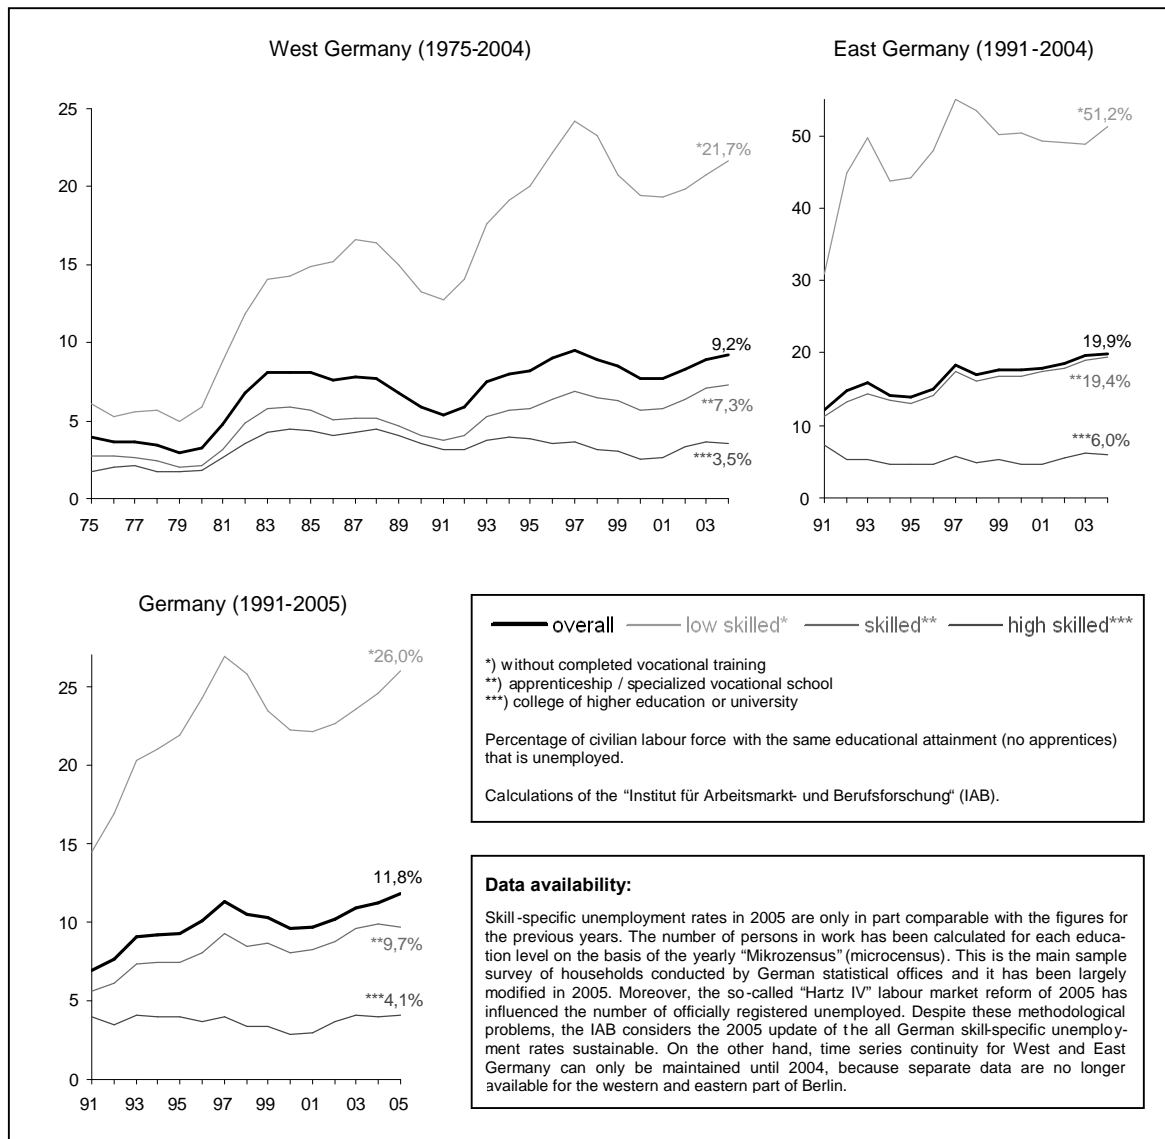 West Germany (1975-2004)
25
20
15
10
5
0
*21,7%
9,2%
**7,3%
***3,5%
75 77 79 81 83 85 87 89 91 93 95 97 99 01 03
East Germany (1991-2004)
50
40
30
20
10
0
*51,2%
19,9%
**19,4%
***6,0%
91 93 95 97 99 01 03
Germany (1991-2005)
25
20
15
10
5
0
*26,0%
11,8%
**9,7%
***4,1%
91 93 95 97 99 01 03 05
overall low skilled* skilled** high skilled***
*) without completed vocational training
**) apprenticeship / specialized vocational school
***) college of higher education or university
Percentage of civilian labour force with the same educational attainment (no apprentices)
that is unemployed.
Calculations of the “Institut für Arbeitsmarkt- und Berufsforschung“ (IAB).
Data availability:
Skill-specific unemployment rates in 2005 are only in part comparable with the figures for
the previous years. The number of persons in work has been calculated for each educa-
tion level on the basis of the yearly “Mikrozensus” (microcensus). This is the main sample
survey of households conducted by German statistical offices and it has been largely
modified in 2005. Moreover, the so-called “Hartz IV” labour market reform of 2005 has
influenced the number of officially registered unemployed. Despite these methodological
problems, the IAB considers the 2005 update of the all German skill-specific unemploy-
ment rates sustainable. On the other hand, time series continuity for West and East
Germany can only be maintained until 2004, because separate data are no longer
available for the western and eastern part of Berlin.